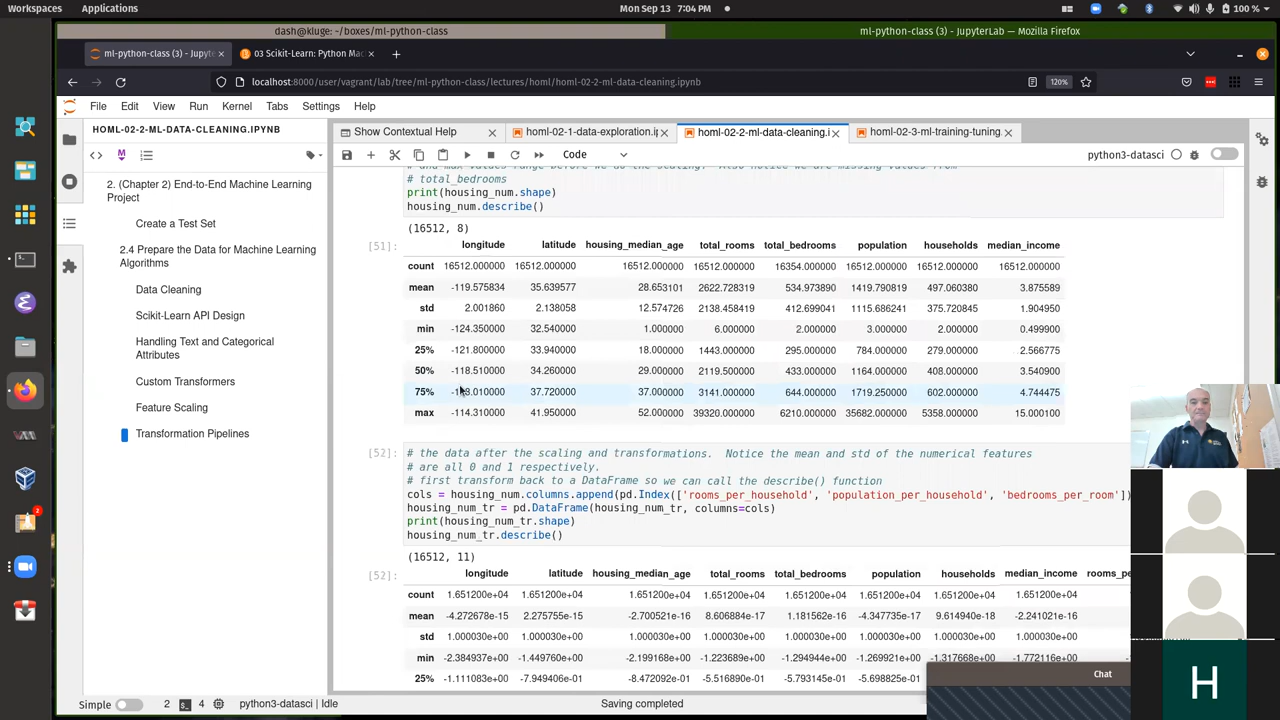 Workspaces Applications Mon Sep 13 7:04 PM 100 %
dash@kluge: ~/boxes/ml-python-class ml-python-class (3) - JupyterLab — Mozilla Firefox
ml-python-class (3) - Jupyte 03 Scikit-Learn: Python Mac
localhost:8000/user/vagrant/lab/tree/ml-python-class/lectures/homl/homl-02-2-ml-data-cleaning.ipynb 120%
File Edit View Run Kernel Tabs Settings Help
HOML-02-2-ML-DATA-CLEANING.IPYNB
Show Contextual Help homl-02-1-data-exploration.i homl-02-2-ml-data-cleaning.i homl-02-3-ml-training-tuning.
Code python3-datasci
2. (Chapter 2) End-to-End Machine Learning
Project
Create a Test Set
2.4 Prepare the Data for Machine Learning
Algorithms
Data Cleaning
Scikit-Learn API Design
Handling Text and Categorical
Attributes
Custom Transformers
Feature Scaling
Transformation Pipelines
# total_bedrooms
print(housing_num.shape)
housing_num.describe()
(16512, 8)
[51]: longitude latitude housing_median_age total_rooms total_bedrooms population households median_income
count 16512.000000 16512.000000 16512.000000 16512.000000 16354.000000 16512.000000 16512.000000 16512.000000
mean -119.575834 35.639577 28.653101 2622.728319 534.973890 1419.790819 497.060380 3.875589
std 2.001860 2.138058 12.574726 2138.458419 412.699041 1115.686241 375.720845 1.904950
min -124.350000 32.540000 1.000000 6.000000 2.000000 3.000000 2.000000 0.499900
25% -121.800000 33.940000 18.000000 1443.000000 295.000000 784.000000 279.000000 2.566775
50% -118.510000 34.260000 29.000000 2119.500000 433.000000 1164.000000 408.000000 3.540900
75% 37.720000 37.000000 3141.000000 644.000000 1719.250000 602.000000 4.744475
max -114.310000 41.950000 52.000000 39320.000000 6210.000000 35682.000000 5358.000000 15.000100
[52]: # the data after the scaling and transformations. Notice the mean and std of the numerical features
# are all 0 and 1 respectively.
# first transform back to a DataFrame so we can call the describe() function
cols = housing_num.columns.append(pd.Index(['rooms_per_household', 'population_per_household', 'bedrooms_per_room'])
housing_num_tr = pd.DataFrame(housing_num_tr, columns=cols)
print(housing_num_tr.shape)
housing_num_tr.describe()
(16512, 11)
[52]: longitude latitude housing_median_age total_rooms total_bedrooms population households median_income rooms_pe
count 1.651200e+04 1.651200e+04 1.651200e+04 1.651200e+04 1.651200e+04 1.651200e+04 1.651200e+04 1.651200e+04
mean -4.272678e-15 2.275755e-15 -2.700521e-16 8.606884e-17 1.181562e-16 -4.347735e-17 9.614940e-18 -2.241021e-16
std 1.000030e+00 1.000030e+00 1.000030e+00 1.000030e+00 1.000030e+00 1.000030e+00 1.000030e+00 1.000030e+00
min -2.384937e+00 -1.449760e+00 -2.199168e+00 -1.223689e+00 -1.294944e+00 -1.269921e+00 -1.317668e+00 -1.772116e+00
25% -1.111083e+00 -7.949406e-01 -8.472092e-01 -5.516890e-01 -5.793145e-01 -5.698825e-01
Chat
H
Simple 2 4 python3-datasci | Idle Saving completed